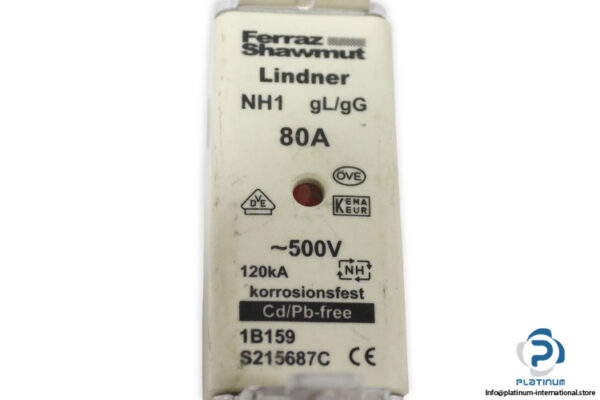 Ferraz
Shawmut
Lindner
NH1 gL/gG
80A
ÖVE
DVE
KEMA
KEUR
~500V
120kA NH
korrosionsfest
Cd/Pb-free
1B159
S215687C CE
PLATINUM
Info@platinum-international.store